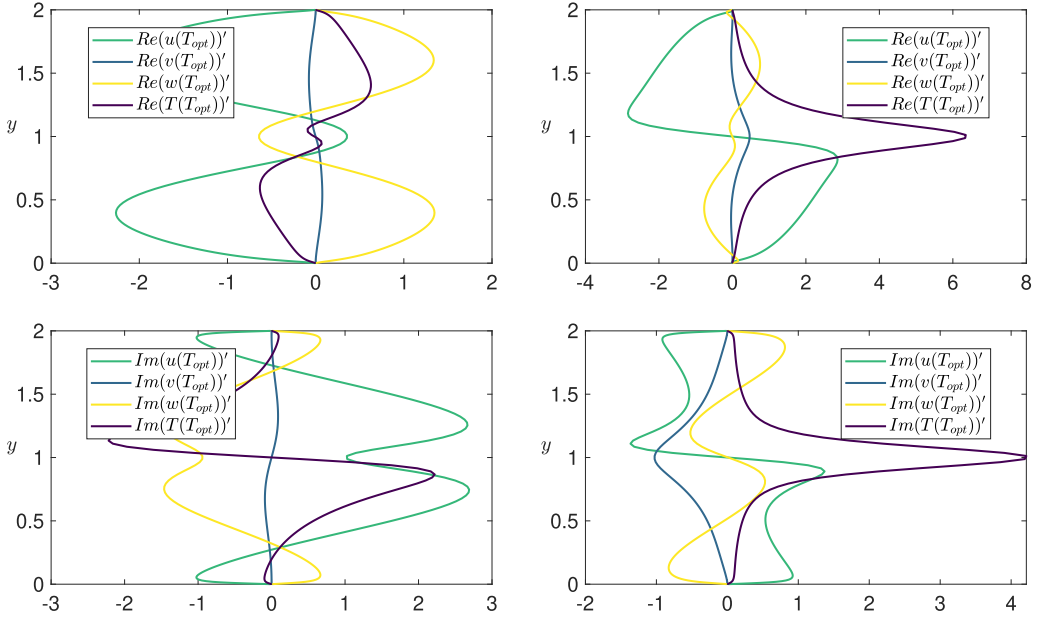 2
1.5
y
1
0.5
0
-3
-2
-1
0
1
2
Re(u(T_opt))′
Re(v(T_opt))′
Re(w(T_opt))′
Re(T(T_opt))′
2
1.5
y
1
0.5
0
-4
-2
0
2
4
6
8
Re(u(T_opt))′
Re(v(T_opt))′
Re(w(T_opt))′
Re(T(T_opt))′
2
1.5
y
1
0.5
0
-3
-2
-1
0
1
2
3
Im(u(T_opt))′
Im(v(T_opt))′
Im(w(T_opt))′
Im(T(T_opt))′
2
1.5
y
1
0.5
0
-2
-1
0
1
2
3
4
Im(u(T_opt))′
Im(v(T_opt))′
Im(w(T_opt))′
Im(T(T_opt))′